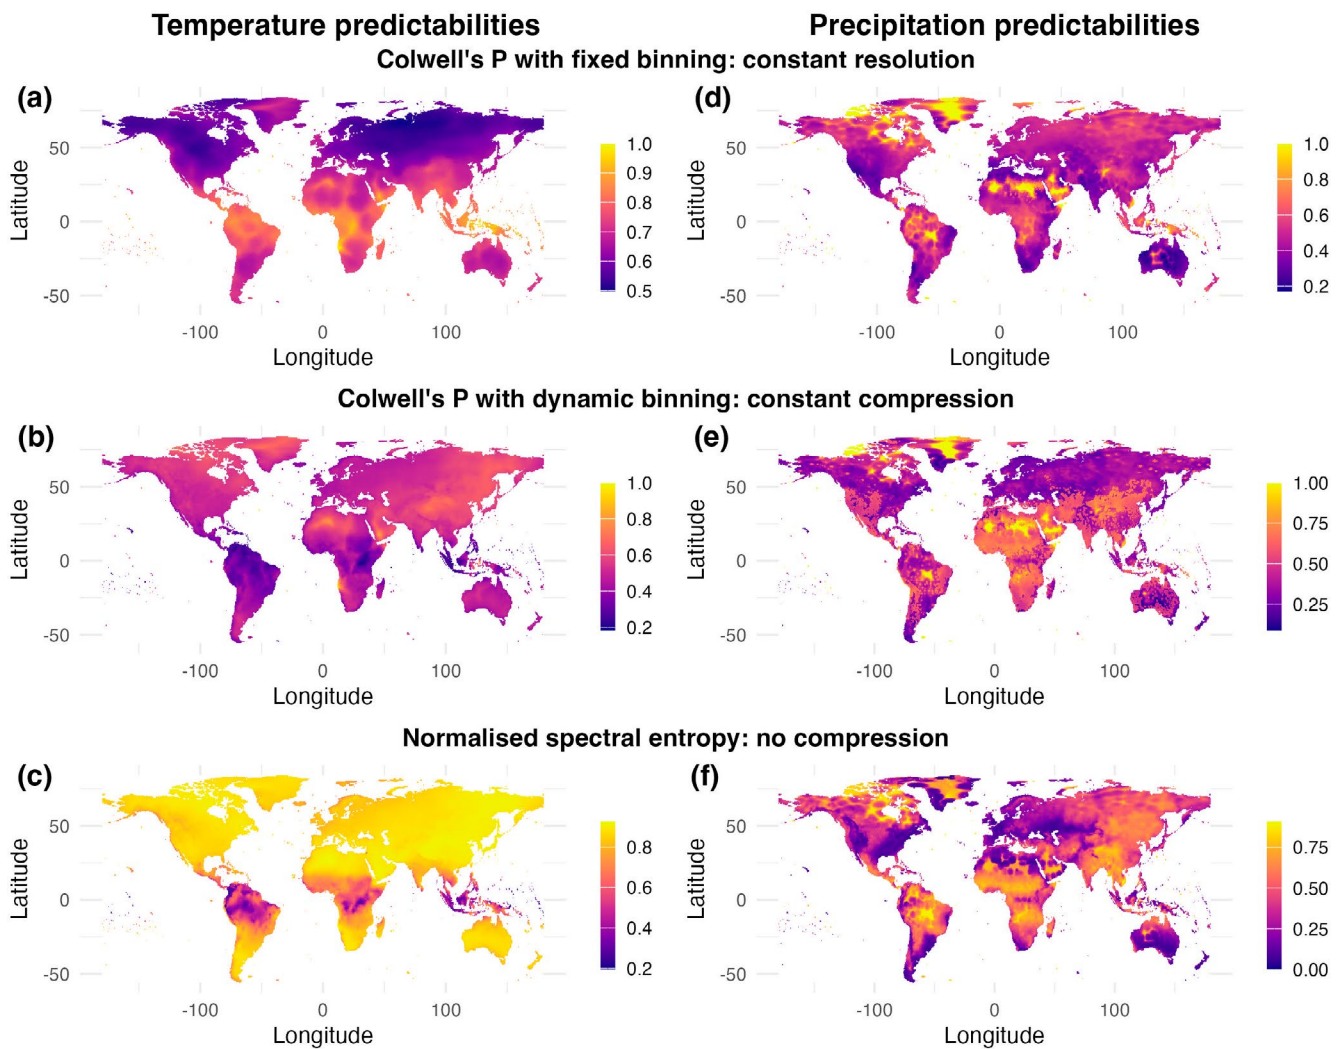 Temperature predictabilities
Precipitation predictabilities
Colwell's P with fixed binning: constant resolution
(a)
50
0
-50
Latitude
-100
0
100
Longitude
1.0
0.9
0.8
0.7
0.6
0.5
(d)
50
0
-50
Latitude
-100
0
100
Longitude
1.0
0.8
0.6
0.4
0.2
Colwell's P with dynamic binning: constant compression
(b)
50
0
-50
Latitude
-100
0
100
Longitude
1.0
0.8
0.6
0.4
0.2
(e)
50
0
-50
Latitude
-100
0
100
Longitude
1.00
0.75
0.50
0.25
Normalised spectral entropy: no compression
(c)
50
0
-50
Latitude
-100
0
100
Longitude
0.8
0.6
0.4
0.2
(f)
50
0
-50
Latitude
-100
0
100
Longitude
0.75
0.50
0.25
0.00